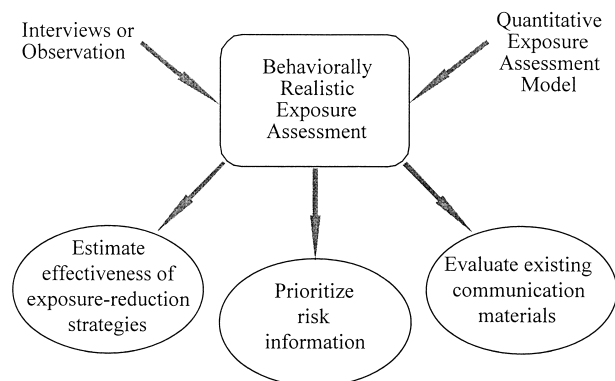 Interviews or
Observation
Quantitative
Exposure
Assessment
Model
Behaviorally
Realistic
Exposure
Assessment
Estimate
effectiveness of
exposure-reduction
strategies
Prioritize
risk
information
Evaluate existing
communication
materials